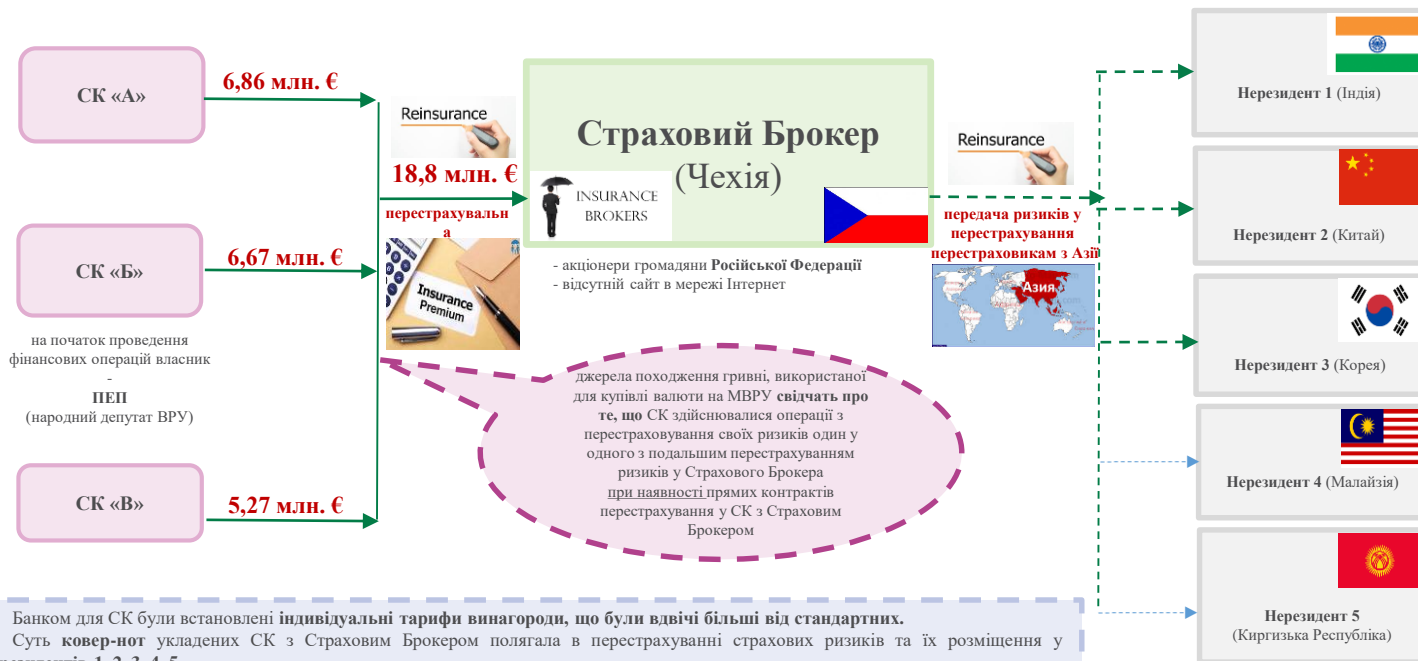 СК «А»
6,86 млн. €
СК «Б»
6,67 млн. €
на початок проведення
фінансових операцій власник
-
ПЕП
(народний депутат ВРУ)
СК «В»
5,27 млн. €
Reinsurance
18,8 млн. €
перестрахувальн
а
Insurance
Premium
Страховий Брокер
(Чехія)
INSURANCE
BROKERS
- акціонери громадяни Російської Федерації
- відсутній сайт в мережі Інтернет
джерела походження гривні, використаної
для купівлі валюти на МВРУ свідчать про
те, що СК здійснювалися операції з
перестраховування своїх ризиків один у
одного з подальшим перестрахуванням
ризиків у Страхового Брокера
при наявності прямих контрактів
перестрахування у СК з Страховим
Брокером
Reinsurance
передача ризиків у
перестрахування
перестраховикам з Азії
Азия
Нерезидент 1 (Індія)
Нерезидент 2 (Китай)
Нерезидент 3 (Корея)
Нерезидент 4 (Малайзія)
Нерезидент 5
(Киргизька Республіка)
Банком для СК були встановлені індивідуальні тарифи винагороди, що були вдвічі більші від стандартних.
Суть ковер-нот укладених СК з Страховим Брокером полягала в перестрахуванні страхових ризиків та їх розміщення у